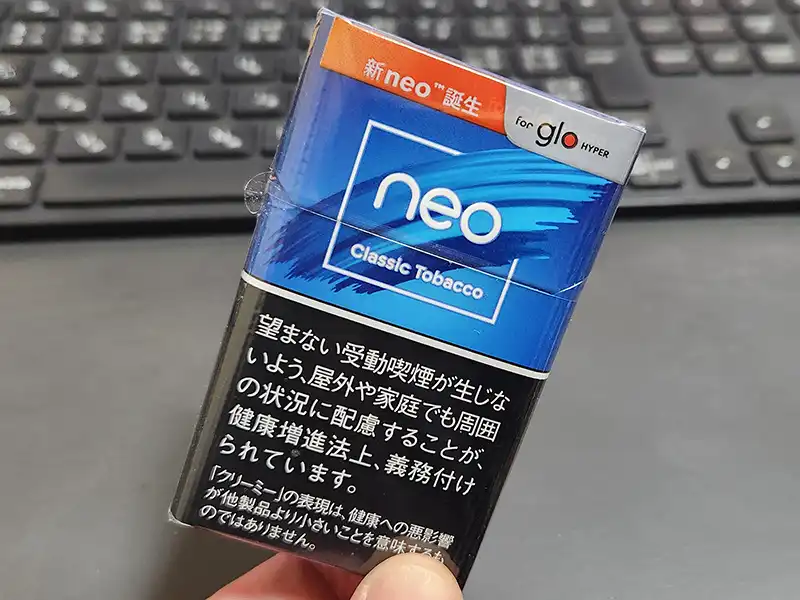 新neo™誕生
for glo HYPER
neo
Classic Tobacco
望まない受動喫煙が生じな
いよう、屋外や家庭でも周囲
の状況に配慮することが、
健康増進法上、義務付け
られています。
「クリーミー」の表現は、健康への悪影響
が他製品より小さいことを意味するも
のではありません。